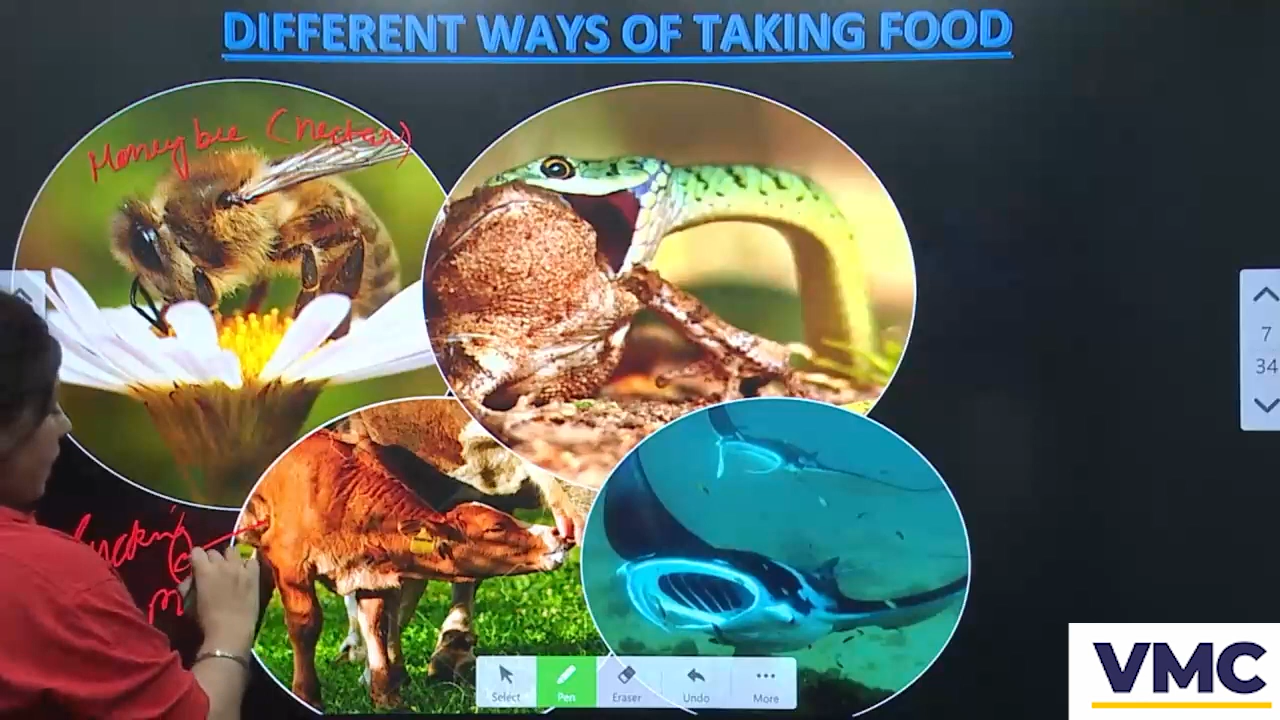 DIFFERENT WAYS OF TAKING FOOD
Honey bee (nectar)
7
34
Select
Pen
Eraser
Undo
More
VMC